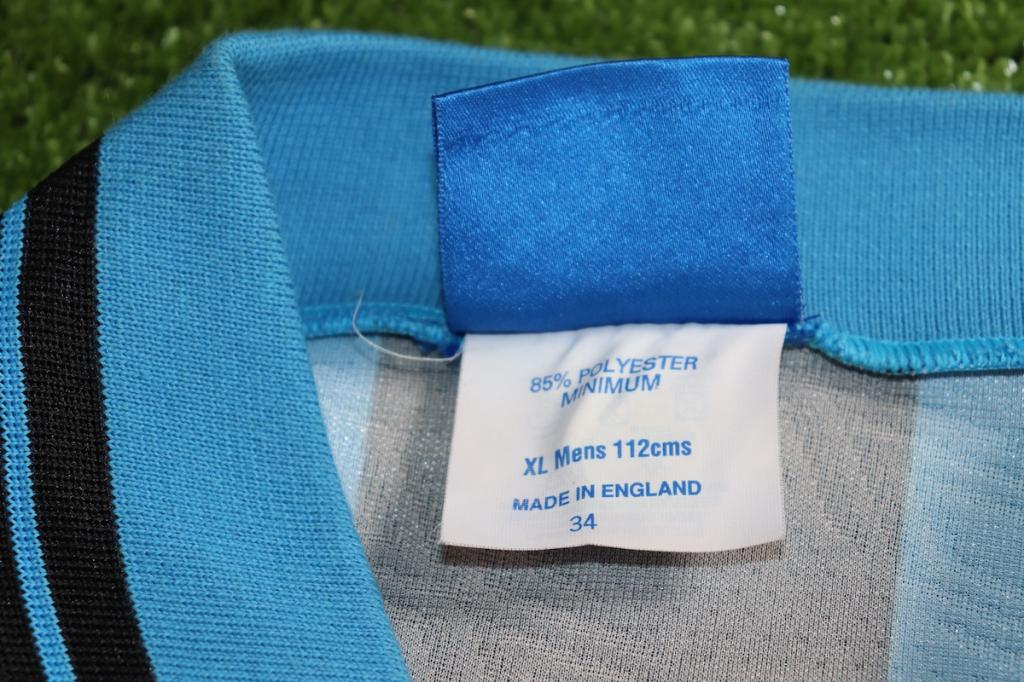 85% POLYESTER
MINIMUM
XL Mens 112cms
MADE IN ENGLAND
34